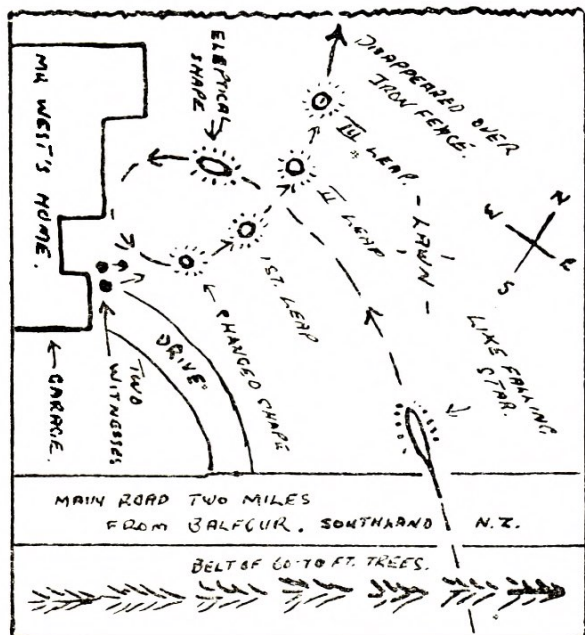 ELEPTICAL
SHAPE
DISAPPEARED OVER
IRON FENCE.
III LEAP.
II LEAP
1ST. LEAP
- LAWN -
N
W
E
S
LIKE FALLING
STAR.
MR WEST'S HOME.
CHANGED SHAPE
DRIVE
TWO
WITNESSES
GARAGE.
MAIN ROAD TWO MILES
FROM BALFOUR. SOUTHLAND N.Z.
BELT OF 60-70 FT. TREES.